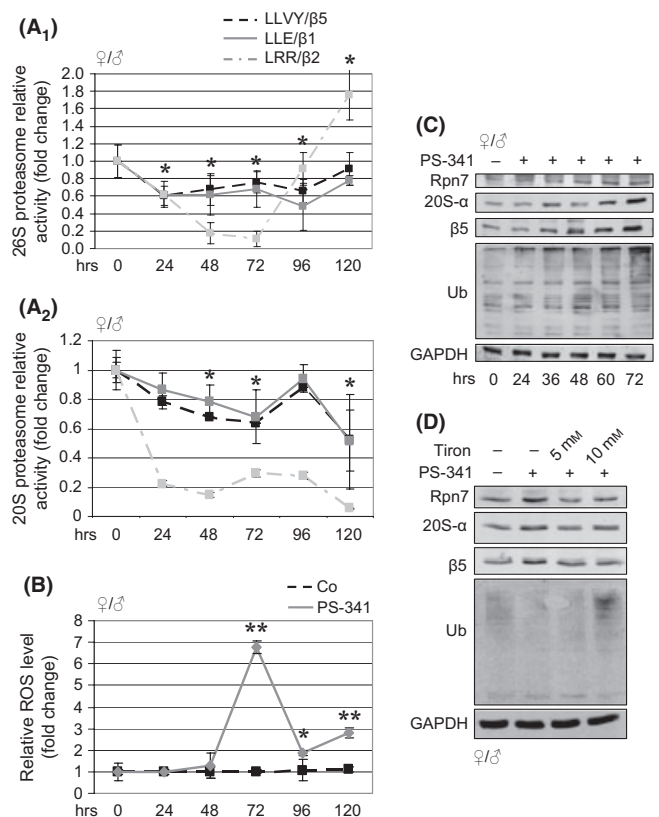 (A1)
LLVY/β5
LLE/β1
LRR/β2
♀/♂
26S proteasome relative activity (fold change)
2.0
1.8
1.6
1.4
1.2
1.0
0.8
0.6
0.4
0.2
0.0
* * * * *
hrs 0 24 48 72 96 120
(A2)
♀/♂
20S proteasome relative activity (fold change)
1.2
1
0.8
0.6
0.4
0.2
0
* * *
hrs 0 24 48 72 96 120
(B)
♀/♂
Co
PS-341
Relative ROS level (fold change)
8
7
6
5
4
3
2
1
0
** * **
hrs 0 24 48 72 96 120
(C)
♀/♂
PS-341 – + + + + +
Rpn7
20S-α
β5
Ub
GAPDH
hrs 0 24 36 48 60 72
(D)
Tiron – – 5 mM 10 mM
PS-341 – + + +
Rpn7
20S-α
β5
Ub
GAPDH
♀/♂